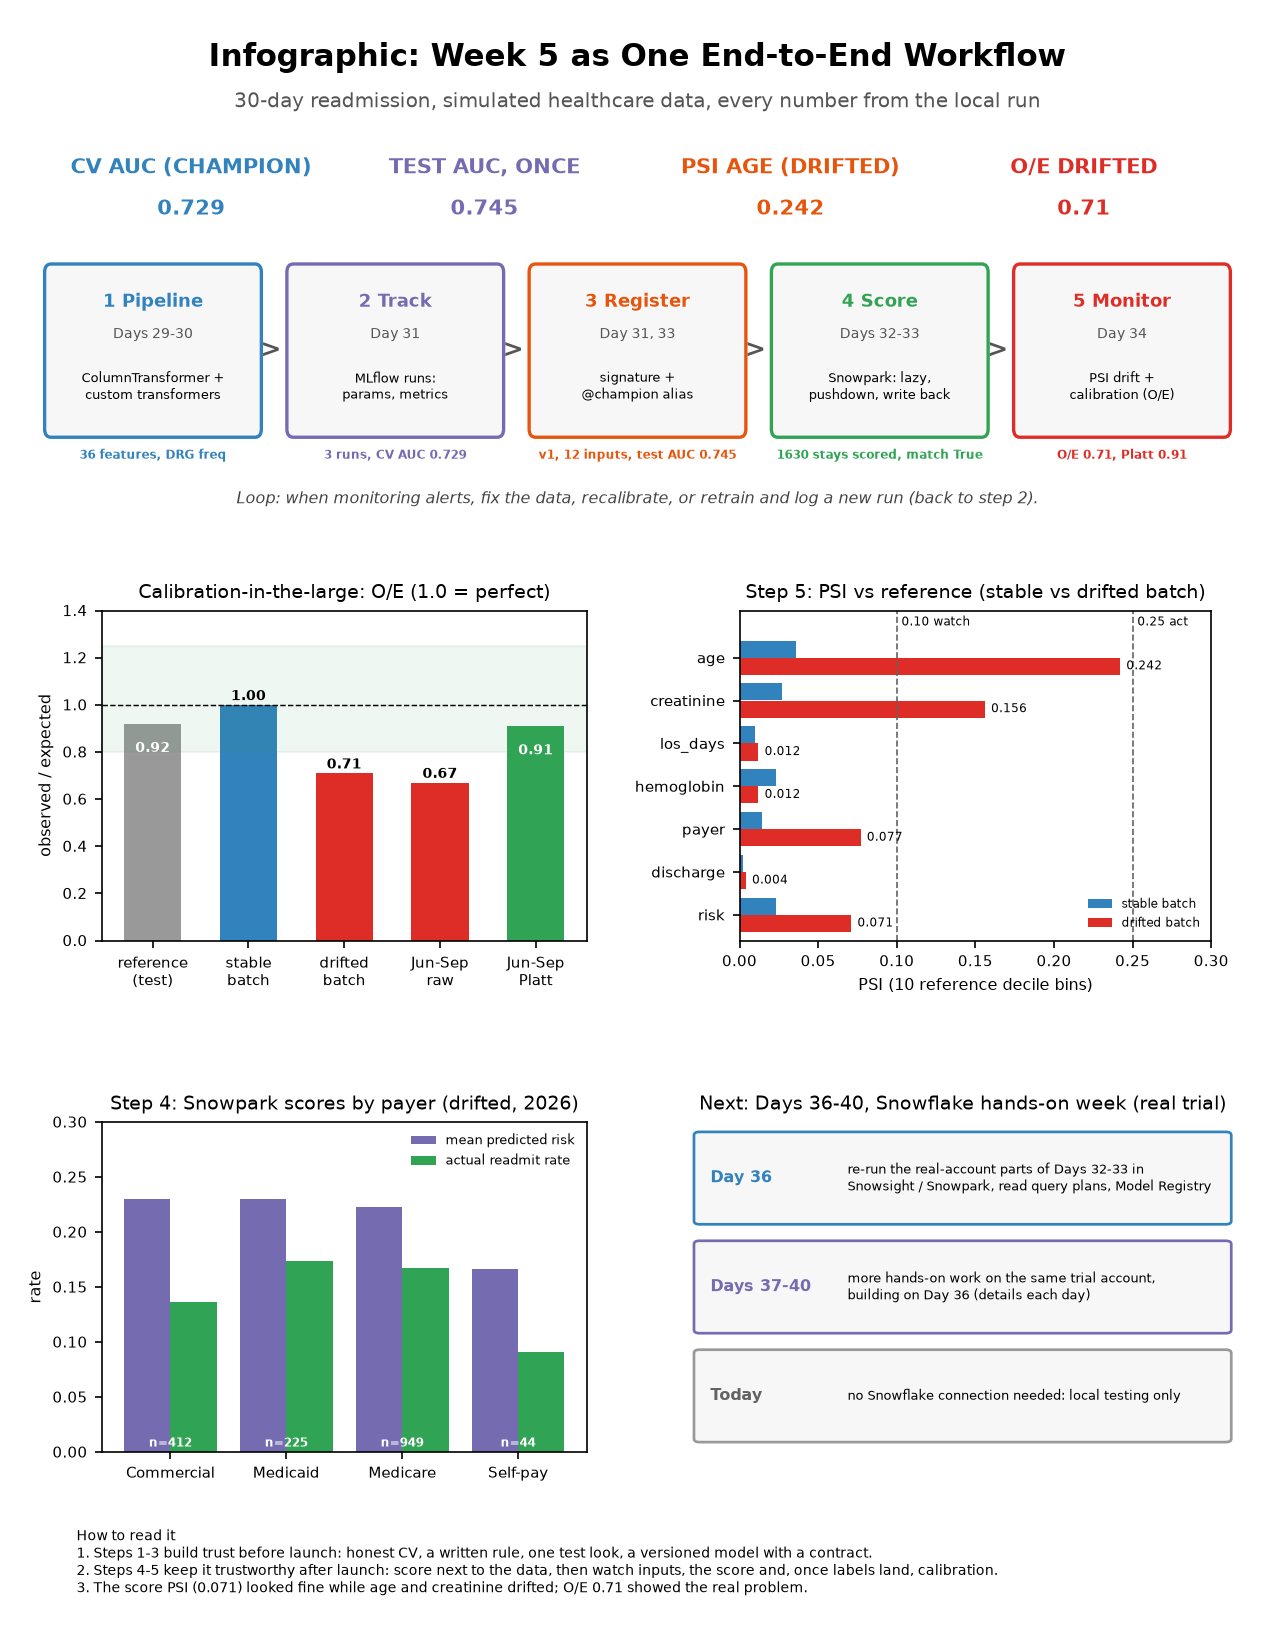 Infographic: Week 5 as One End-to-End Workflow
30-day readmission, simulated healthcare data, every number from the local run
CV AUC (CHAMPION)
0.729
TEST AUC, ONCE
0.745
PSI AGE (DRIFTED)
0.242
O/E DRIFTED
0.71
1 Pipeline
Days 29-30
ColumnTransformer +
custom transformers
36 features, DRG freq
>
2 Track
Day 31
MLflow runs:
params, metrics
3 runs, CV AUC 0.729
>
3 Register
Day 31, 33
signature +
@champion alias
v1, 12 inputs, test AUC 0.745
>
4 Score
Days 32-33
Snowpark: lazy,
pushdown, write back
1630 stays scored, match True
>
5 Monitor
Day 34
PSI drift +
calibration (O/E)
O/E 0.71, Platt 0.91
Loop: when monitoring alerts, fix the data, recalibrate, or retrain and log a new run (back to step 2).
Calibration-in-the-large: O/E (1.0 = perfect)
observed / expected
1.4
1.2
1.0
0.8
0.6
0.4
0.2
0.0
0.92
1.00
0.71
0.67
0.91
reference
(test)
stable
batch
drifted
batch
Jun-Sep
raw
Jun-Sep
Platt
Step 5: PSI vs reference (stable vs drifted batch)
0.10 watch
0.25 act
age
0.242
creatinine
0.156
los_days
0.012
hemoglobin
0.012
payer
0.077
discharge
0.004
risk
0.071
stable batch
drifted batch
0.00
0.05
0.10
0.15
0.20
0.25
0.30
PSI (10 reference decile bins)
Step 4: Snowpark scores by payer (drifted, 2026)
rate
0.30
0.25
0.20
0.15
0.10
0.05
0.00
mean predicted risk
actual readmit rate
n=412
n=225
n=949
n=44
Commercial
Medicaid
Medicare
Self-pay
Next: Days 36-40, Snowflake hands-on week (real trial)
Day 36
re-run the real-account parts of Days 32-33 in
Snowsight / Snowpark, read query plans, Model Registry
Days 37-40
more hands-on work on the same trial account,
building on Day 36 (details each day)
Today
no Snowflake connection needed: local testing only
How to read it
1. Steps 1-3 build trust before launch: honest CV, a written rule, one test look, a versioned model with a contract.
2. Steps 4-5 keep it trustworthy after launch: score next to the data, then watch inputs, the score and, once labels land, calibration.
3. The score PSI (0.071) looked fine while age and creatinine drifted; O/E 0.71 showed the real problem.